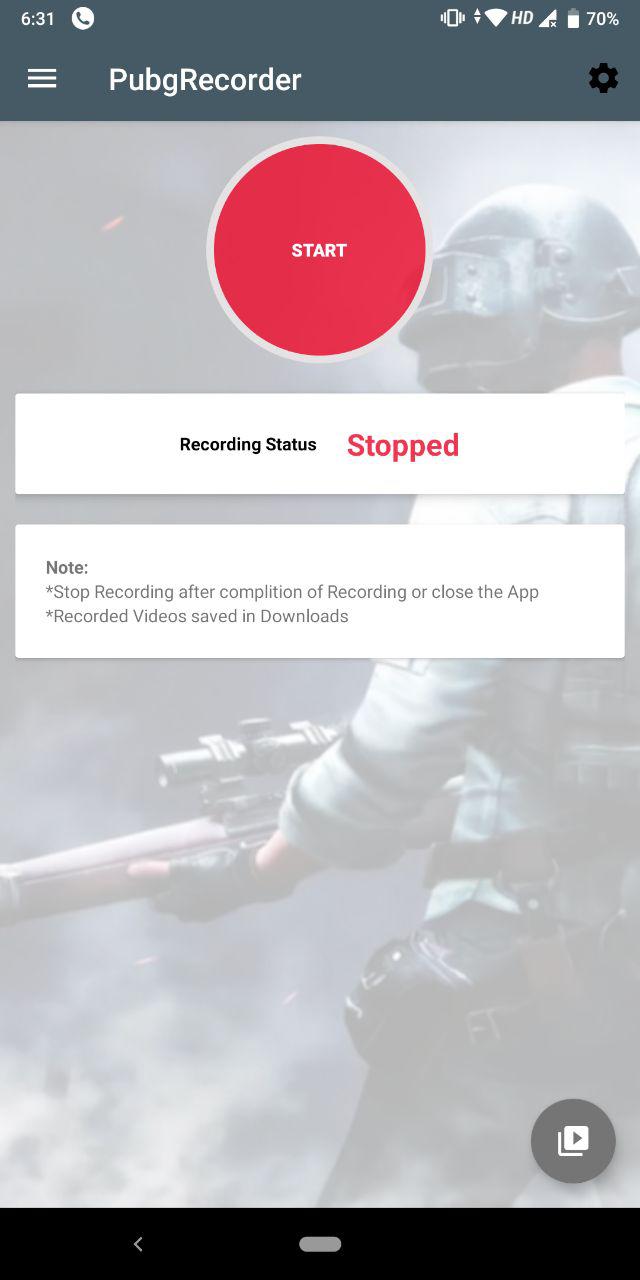 6:31 HD 70%
PubgRecorder
START
Recording Status Stopped
Note:
*Stop Recording after complition of Recording or close the App
*Recorded Videos saved in Downloads